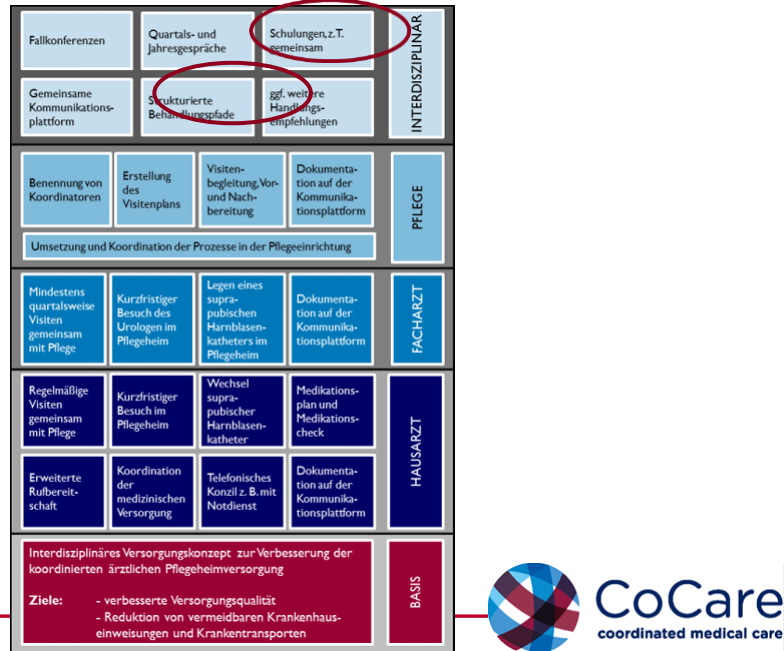 Fallkonferenzen
Quartals- und
Jahresgespräche
Schulungen, z.T.
gemeinsam
Gemeinsame
Kommunikations-
plattform
Strukturierte
Behandlungspfade
ggf. weitere
Handlungs-
empfehlungen
INTERDISZIPLINÄR
Benennung von
Koordinatoren
Erstellung
des
Visitenplans
Visiten-
begleitung, Vor-
und Nach-
bereitung
Dokumenta-
tion auf der
Kommunika-
tionsplattform
Umsetzung und Koordination der Prozesse in der Pflegeeinrichtung
PFLEGE
Mindestens
quartalsweise
Visiten
gemeinsam
mit Pflege
Kurzfristiger
Besuch des
Urologen im
Pflegeheim
Legen eines
supra-
pubischen
Harnblasen-
katheters im
Pflegeheim
Dokumenta-
tion auf der
Kommunika-
tionsplattform
FACHARZT
Regelmäßige
Visiten
gemeinsam
mit Pflege
Kurzfristiger
Besuch im
Pflegeheim
Wechsel
supra-
pubischer
Harnblasen-
katheter
Medikations-
plan und
Medikations-
check
Erweiterte
Rufbereit-
schaft
Koordination
der
medizinischen
Versorgung
Telefonisches
Konzil z. B. mit
Notdienst
Dokumenta-
tion auf der
Kommunika-
tionsplattform
HAUSARZT
Interdisziplinäres Versorgungskonzept zur Verbesserung der
koordinierten ärztlichen Pflegeheimversorgung
Ziele: - verbesserte Versorgungsqualität
- Reduktion von vermeidbaren Krankenhaus-
einweisungen und Krankentransporten
BASIS
CoCare
coordinated medical care